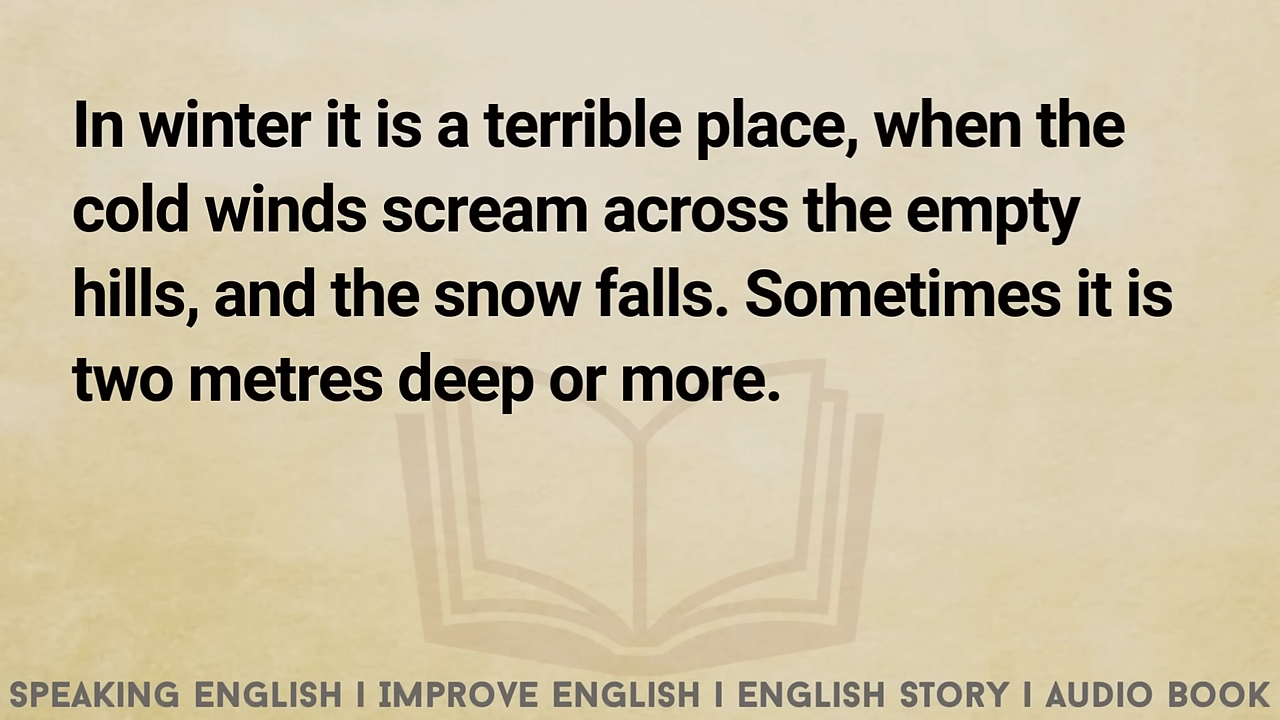 In winter it is a terrible place, when the
cold winds scream across the empty
hills, and the snow falls. Sometimes it is
two metres deep or more.
SPEAKING ENGLISH | IMPROVE ENGLISH | ENGLISH STORY | AUDIO BOOK